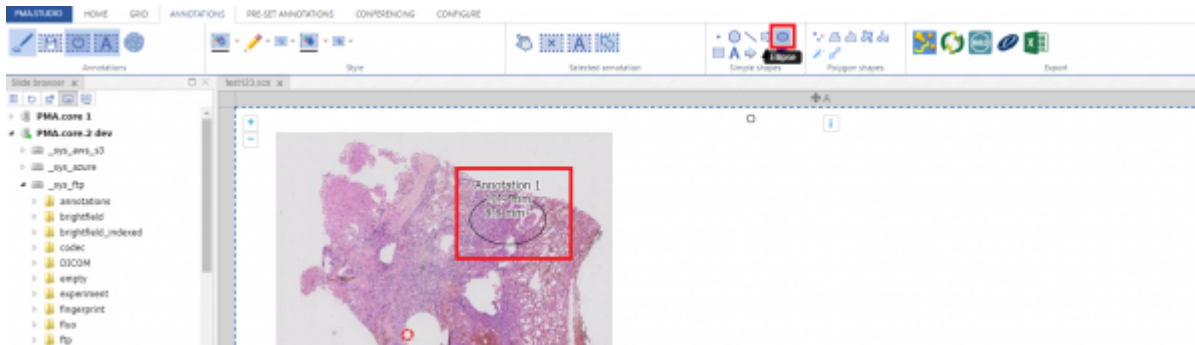 PMA.STUDIO HOME GRID ANNOTATIONS PRE-SET ANNOTATIONS CONFERENCING CONFIGURE
A
A
A
Ellipse
Annotations Style Selected annotation Simple shapes Polygon shapes Export
Slide browser test123.scn
A
PMA.core 1
PMA.core.2 dev
_sys_aws_s3
_sys_azure
_sys_ftp
annotations
brightfield
brightfield_indexed
codec
DICOM
empty
experiment
fingerprint
fluo
ftp
Annotation 1